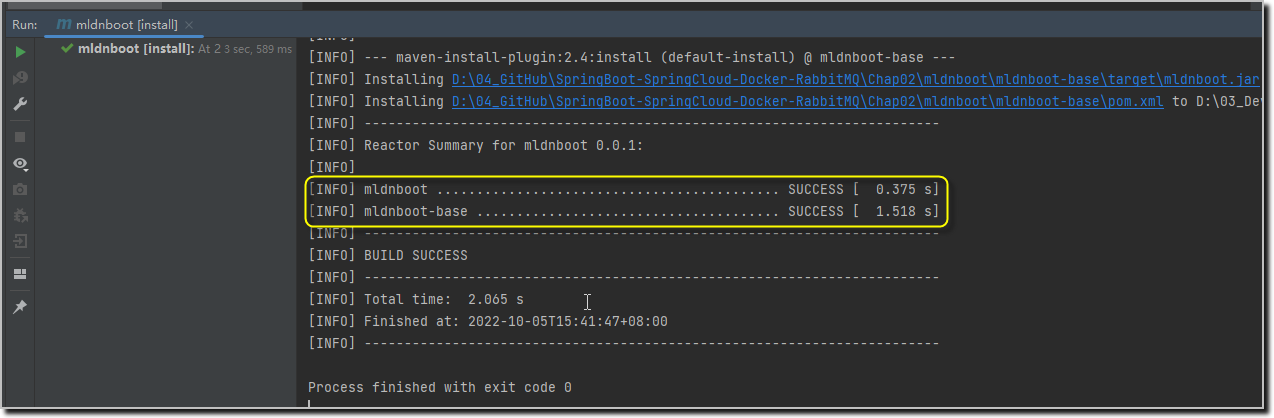 Run: mldnboot [install] ×
mldnboot [install]: At 2 3 sec, 589 ms
[INFO]
[INFO] --- maven-install-plugin:2.4:install (default-install) @ mldnboot-base ---
[INFO] Installing D:\04_GitHub\SpringBoot-SpringCloud-Docker-RabbitMQ\Chap02\mldnboot\mldnboot-base\target\mldnboot.jar
[INFO] Installing D:\04_GitHub\SpringBoot-SpringCloud-Docker-RabbitMQ\Chap02\mldnboot\mldnboot-base\pom.xml to D:\03_De
[INFO] ------------------------------------------------------------------------
[INFO] Reactor Summary for mldnboot 0.0.1:
[INFO]
[INFO] mldnboot ........................................... SUCCESS [  0.375 s]
[INFO] mldnboot-base ...................................... SUCCESS [  1.518 s]
[INFO] ------------------------------------------------------------------------
[INFO] BUILD SUCCESS
[INFO] ------------------------------------------------------------------------
[INFO] Total time:  2.065 s
[INFO] Finished at: 2022-10-05T15:41:47+08:00
[INFO] ------------------------------------------------------------------------
Process finished with exit code 0